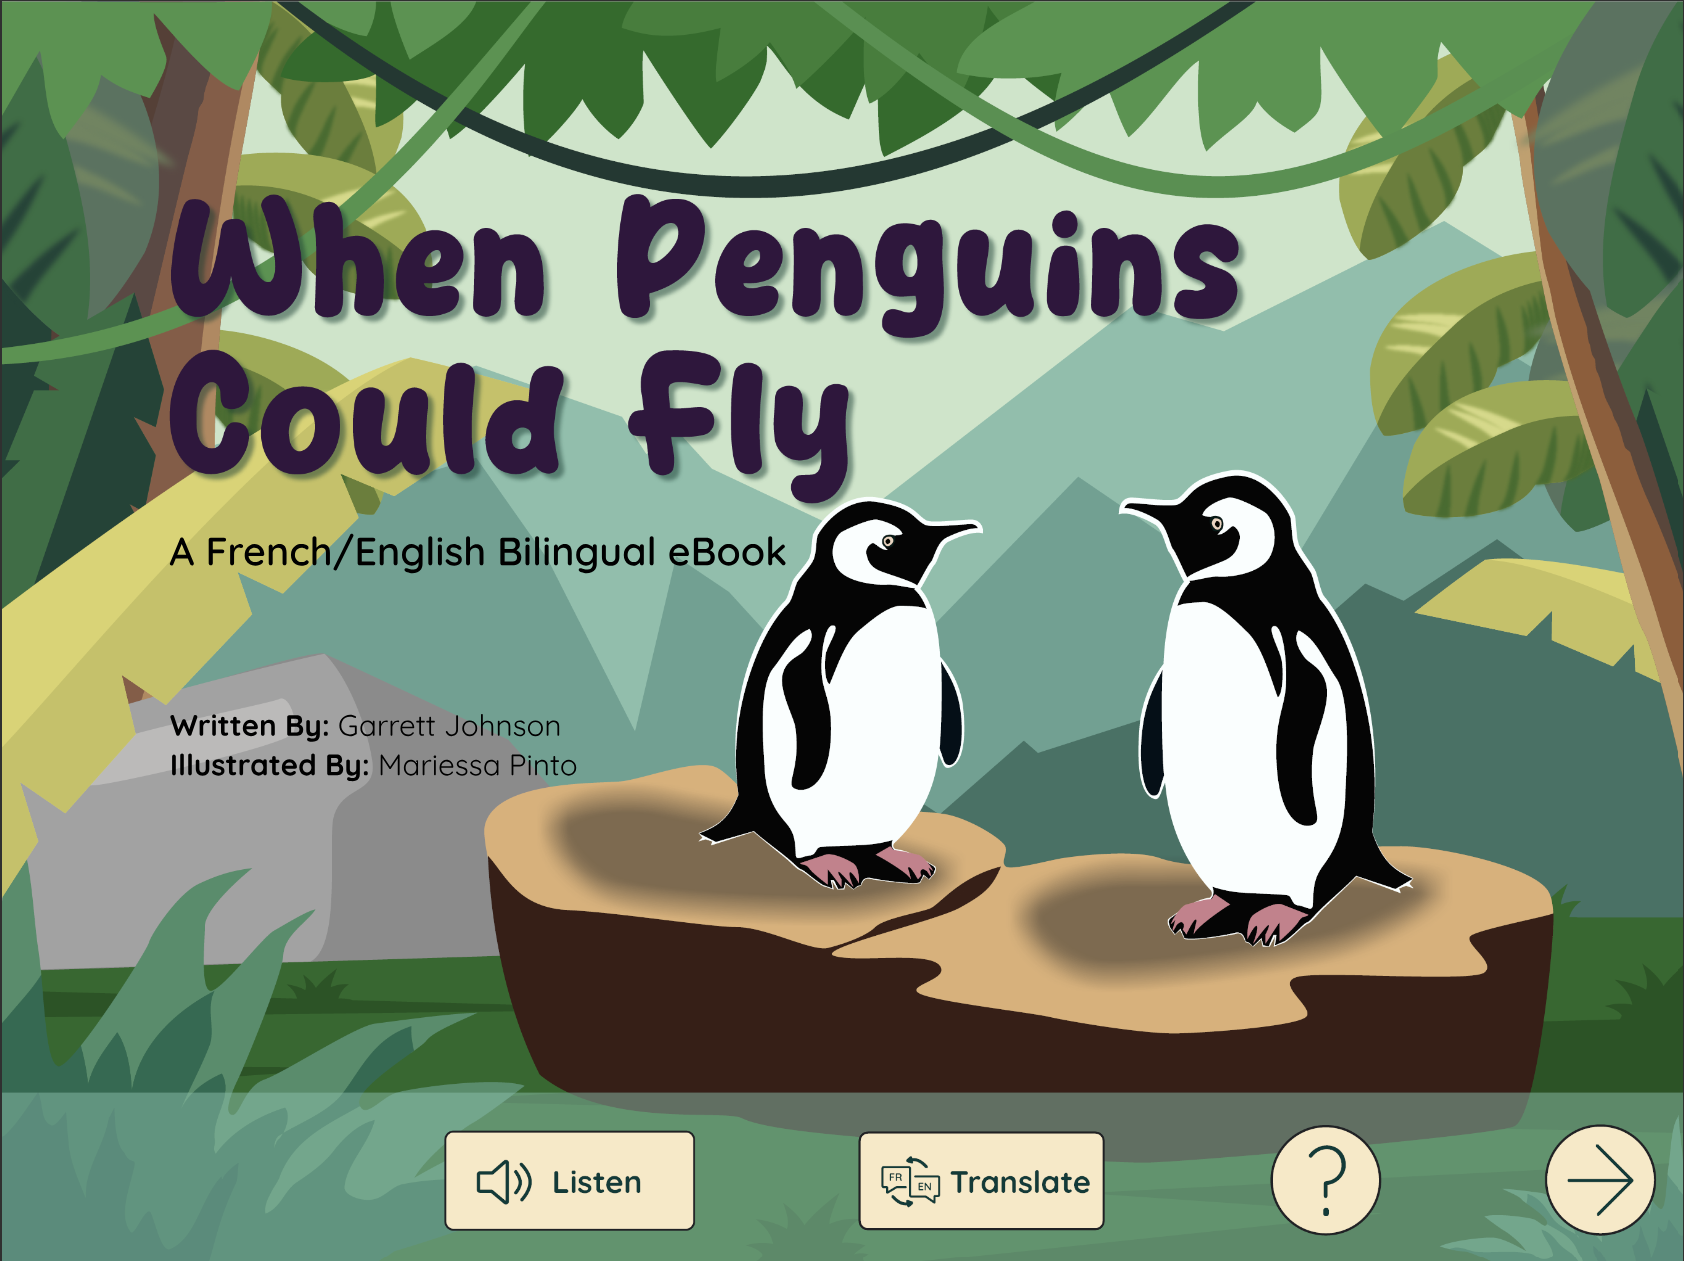 When Penguins
Could Fly
A French/English Bilingual eBook
Written By: Garrett Johnson
Illustrated By: Mariessa Pinto
Listen
FR
EN
Translate
?